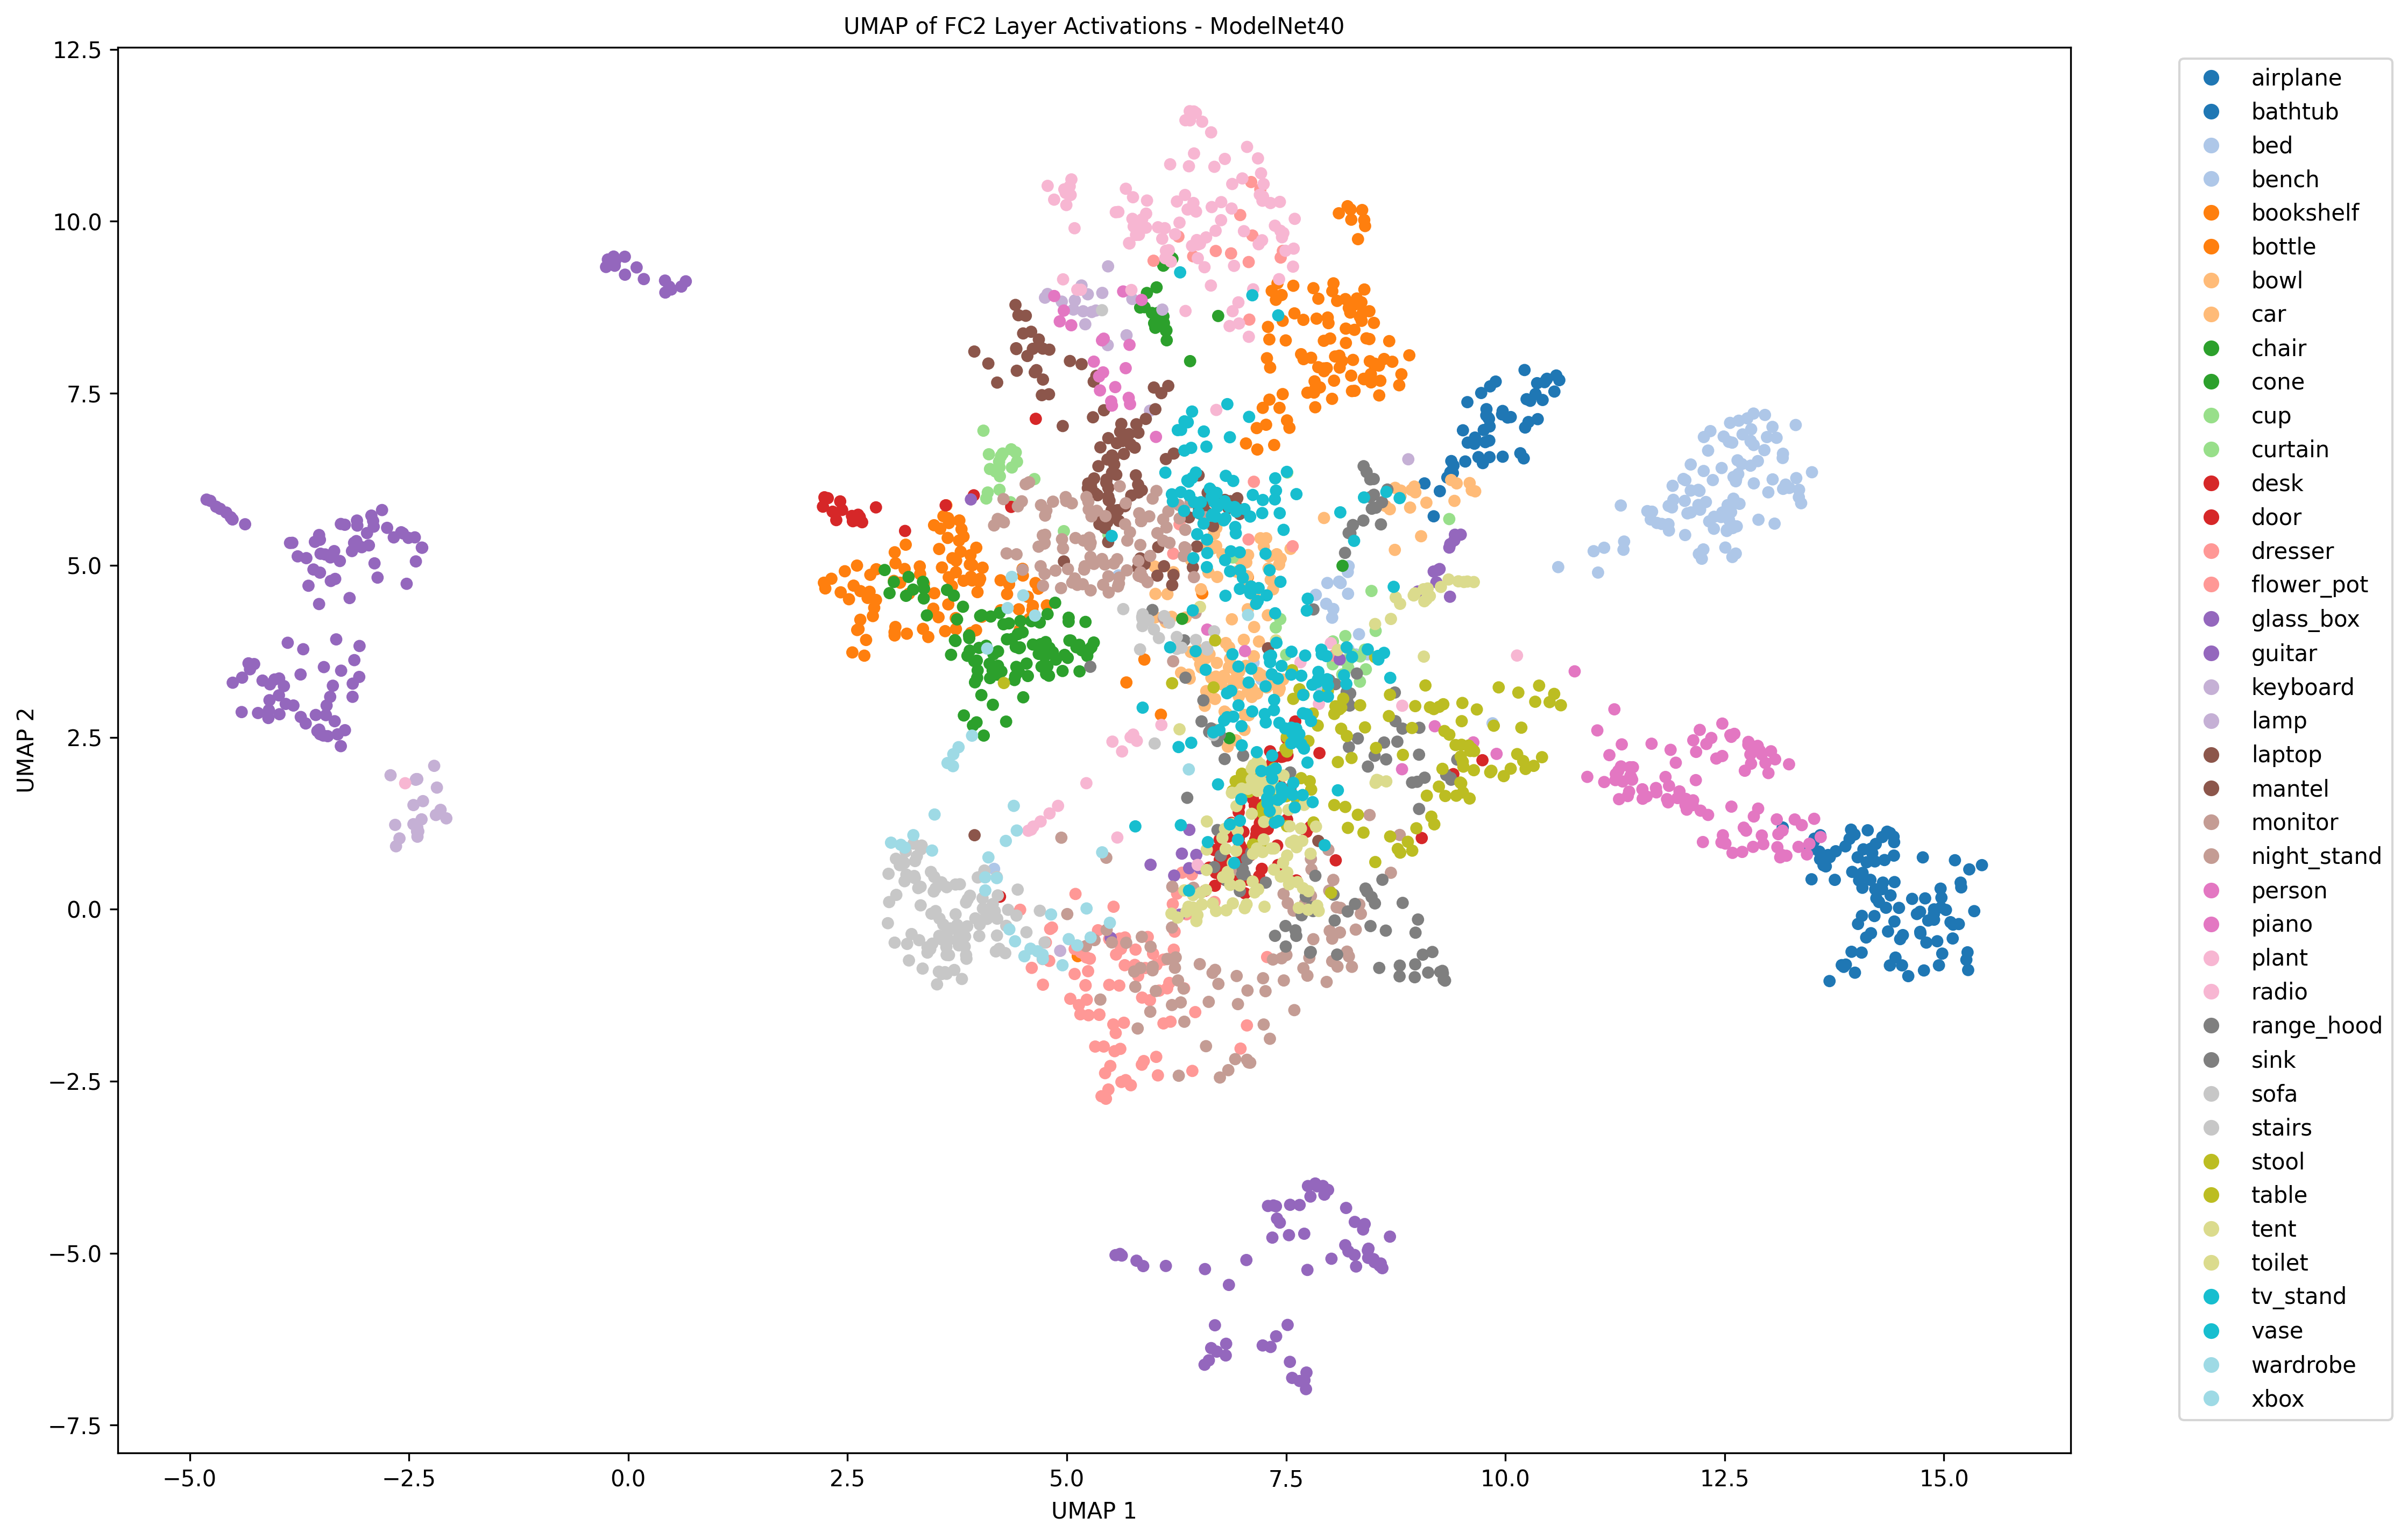 UMAP of FC2 Layer Activations - ModelNet40
12.5
10.0
7.5
5.0
2.5
0.0
−2.5
−5.0
−7.5
UMAP 2
−5.0
−2.5
0.0
2.5
5.0
7.5
10.0
12.5
15.0
UMAP 1
airplane
bathtub
bed
bench
bookshelf
bottle
bowl
car
chair
cone
cup
curtain
desk
door
dresser
flower_pot
glass_box
guitar
keyboard
lamp
laptop
mantel
monitor
night_stand
person
piano
plant
radio
range_hood
sink
sofa
stairs
stool
table
tent
toilet
tv_stand
vase
wardrobe
xbox